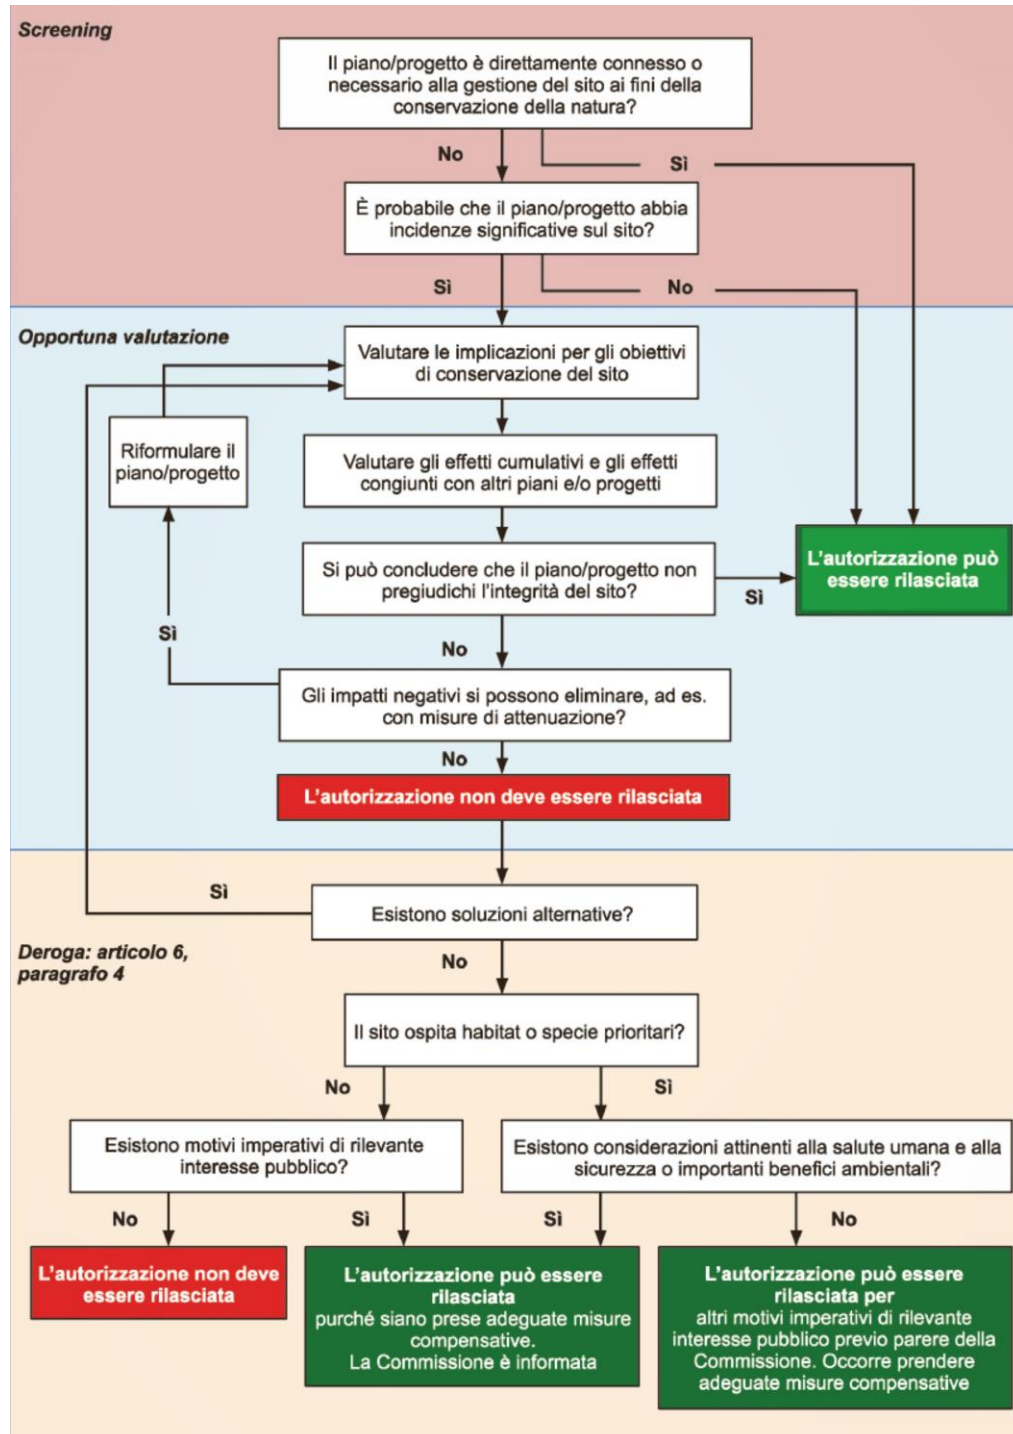 Screening
Il piano/progetto è direttamente connesso o
necessario alla gestione del sito ai fini della
conservazione della natura?
No
Sì
È probabile che il piano/progetto abbia
incidenze significative sul sito?
Sì
No
Opportuna valutazione
Valutare le implicazioni per gli obiettivi
di conservazione del sito
Riformulare il
piano/progetto
Valutare gli effetti cumulativi e gli effetti
congiunti con altri piani e/o progetti
L'autorizzazione può
essere rilasciata
Si può concludere che il piano/progetto non
pregiudichi l'integrità del sito?
Sì
Sì
No
Gli impatti negativi si possono eliminare, ad es.
con misure di attenuazione?
No
L'autorizzazione non deve essere rilasciata
Sì
Esistono soluzioni alternative?
Deroga: articolo 6,
paragrafo 4
No
Il sito ospita habitat o specie prioritari?
No
Sì
Esistono motivi imperativi di rilevante
interesse pubblico?
Esistono considerazioni attinenti alla salute umana e alla
sicurezza o importanti benefici ambientali?
No
Sì
Sì
No
L'autorizzazione non deve
essere rilasciata
L'autorizzazione può essere
rilasciata
purché siano prese adeguate misure
compensative.
La Commissione è informata
L'autorizzazione può essere
rilasciata per
altri motivi imperativi di rilevante
interesse pubblico previo parere della
Commissione. Occorre prendere
adeguate misure compensative